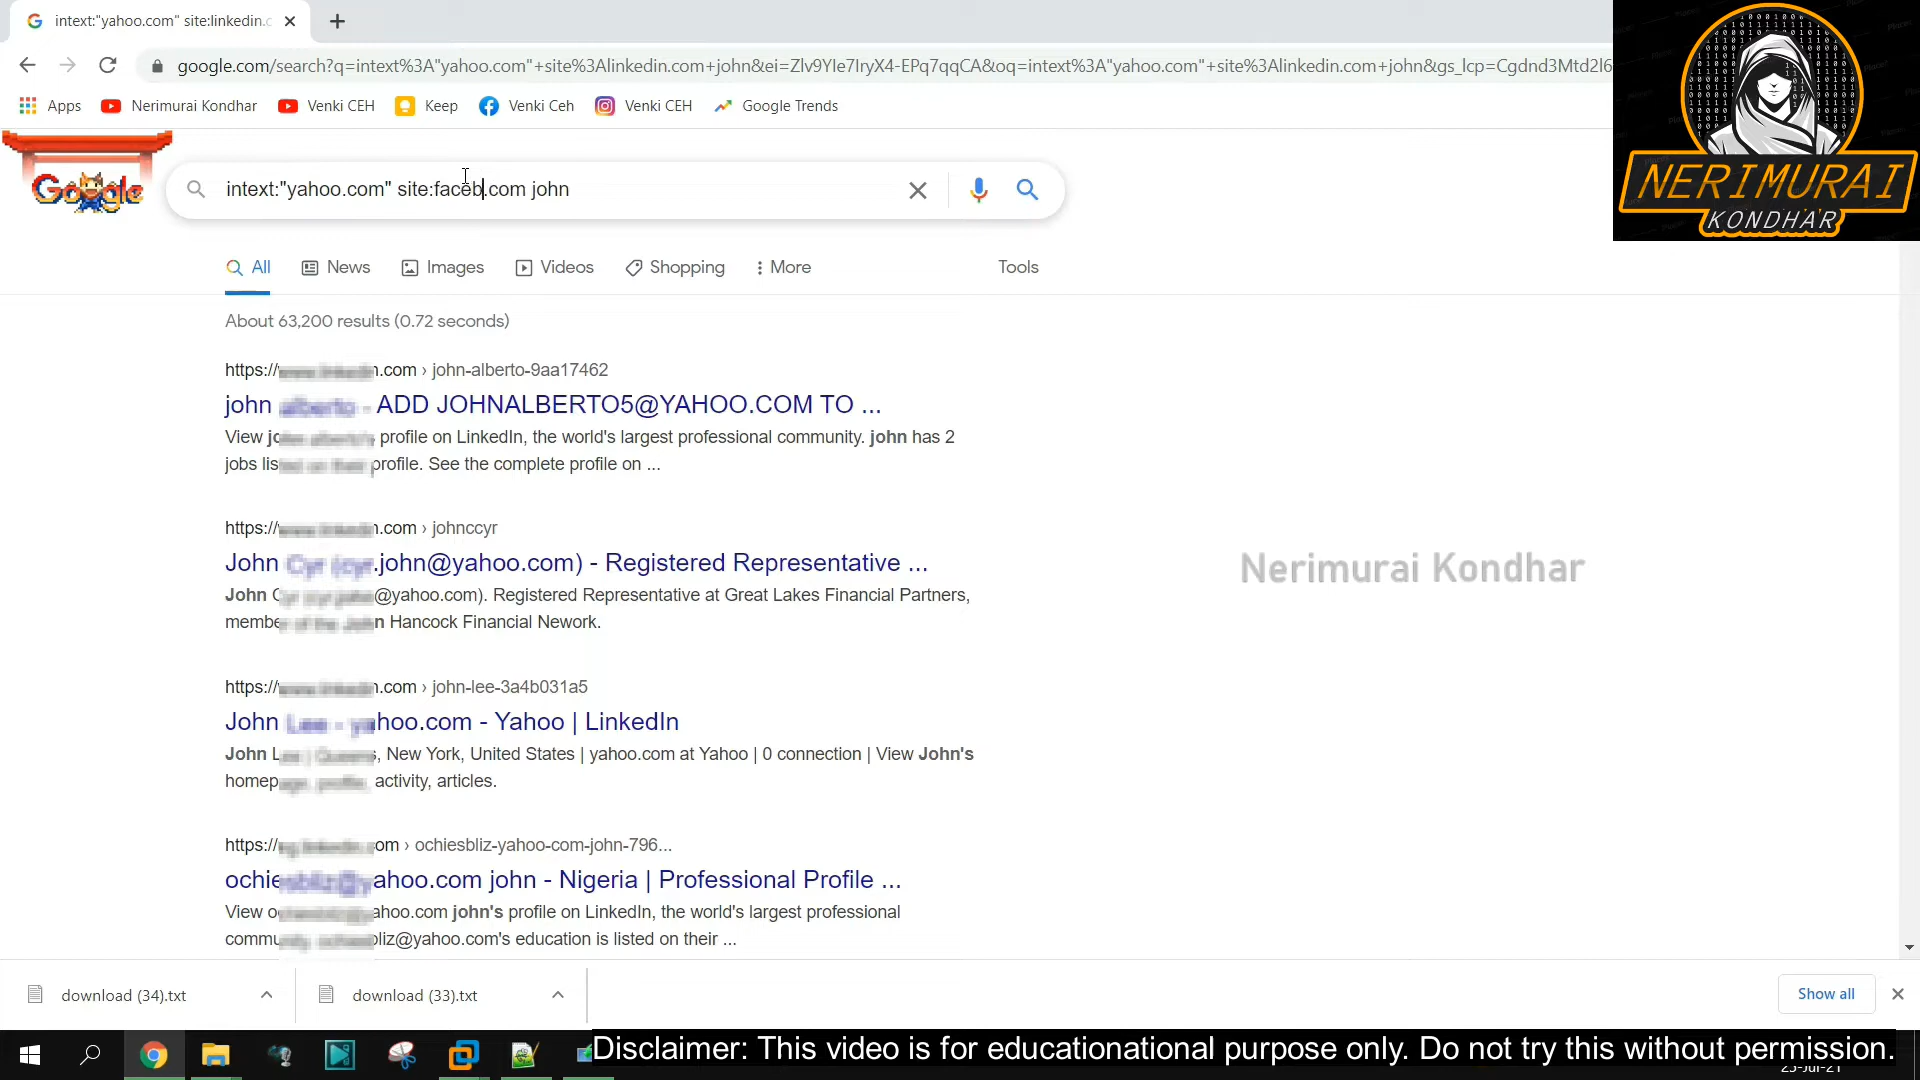 intext:"yahoo.com" site:linkedin.c
google.com/search?q=intext%3A"yahoo.com"+site%3Alinkedin.com+john&ei=Zlv9YIe7IryX4-EPq7qqCA&oq=intext%3A"yahoo.com"+site%3Alinkedin.com+john&gs_lcp=Cgdnd3Mtd2l6
Apps Nerimurai Kondhar Venki CEH Keep Venki Ceh Venki CEH Google Trends
NERIMURAI
KONDHAR
Google
intext:"yahoo.com" site:faceb.com john
All News Images Videos Shopping More Tools
About 63,200 results (0.72 seconds)
https:// .com › john-alberto-9aa17462
john - ADD JOHNALBERTO5@YAHOO.COM TO ...
View profile on LinkedIn, the world's largest professional community. john has 2
jobs profile. See the complete profile on ...
https:// .com › johnccyr
John .john@yahoo.com) - Registered Representative ...
John @yahoo.com). Registered Representative at Great Lakes Financial Partners,
Hancock Financial Nework.
https:// .com › john-lee-3a4b031a5
John yahoo.com - Yahoo | LinkedIn
John , New York, United States | yahoo.com at Yahoo | 0 connection | View John's
activity, articles.
https:// › ochiesbliz-yahoo-com-john-796...
ahoo.com john - Nigeria | Professional Profile ...
View ahoo.com john's profile on LinkedIn, the world's largest professional
bliz@yahoo.com's education is listed on their ...
Nerimurai Kondhar
download (34).txt download (33).txt Show all
Disclaimer: This video is for educationational purpose only. Do not try this without permission.
25-Jul-21